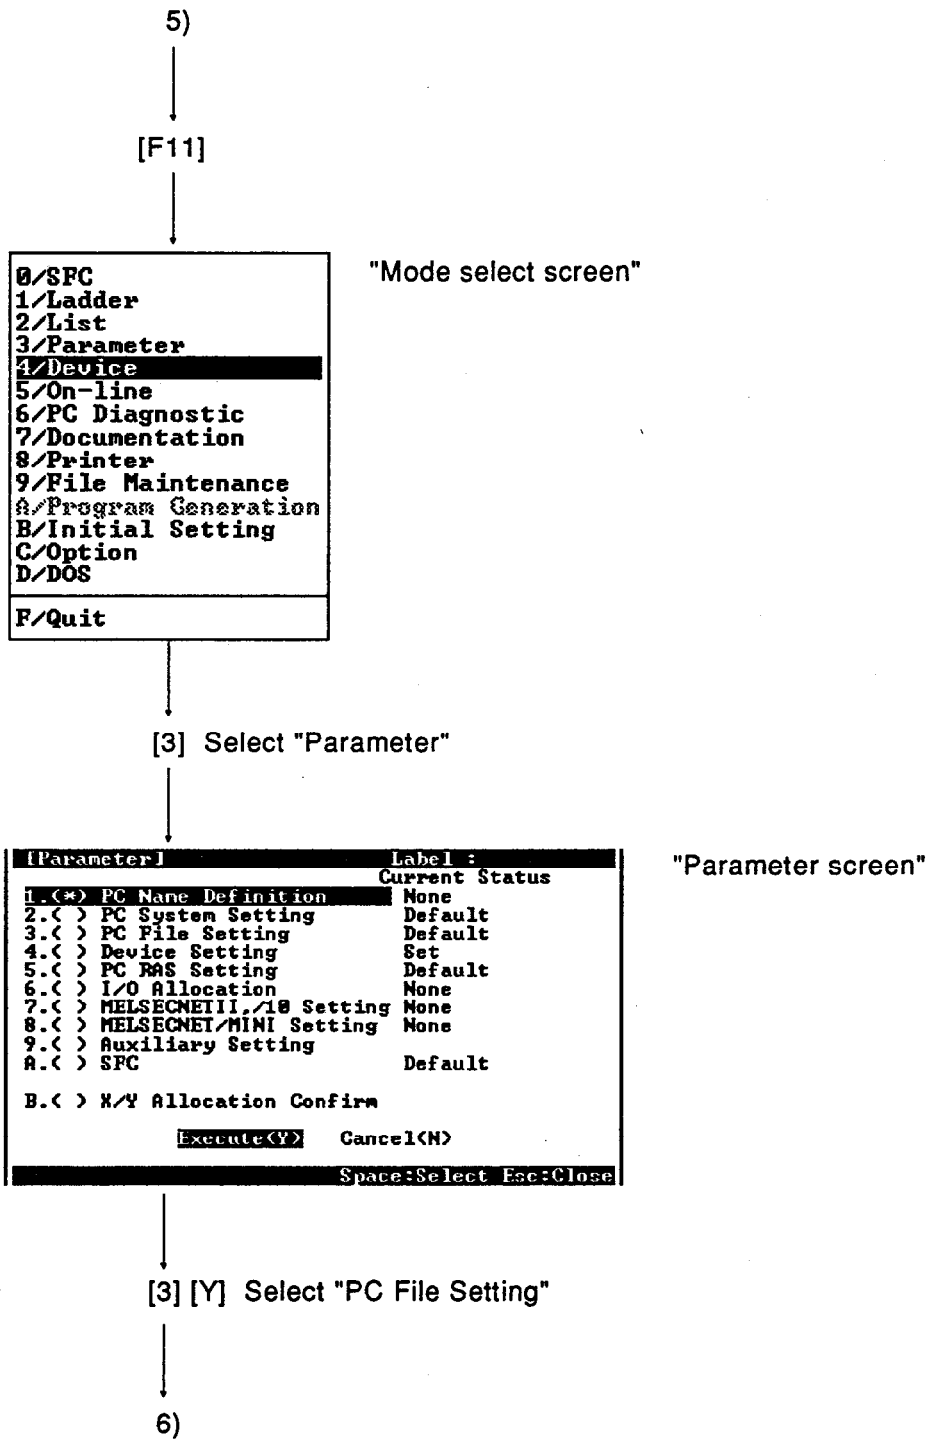 5)
[F11]
"Mode select screen"
0/SFC
1/Ladder
2/List
3/Parameter
4/Device
5/On-line
6/PC Diagnostic
7/Documentation
8/Printer
9/File Maintenance
A/Program Generation
B/Initial Setting
C/Option
D/DOS
F/Quit
[3] Select "Parameter"
"Parameter screen"
[Parameter] Label :
Current Status
1.(*) PC Name Definition None
2.( ) PC System Setting Default
3.( ) PC File Setting Default
4.( ) Device Setting Set
5.( ) PC RAS Setting Default
6.( ) I/O Allocation None
7.( ) MELSECNETII,/10 Setting None
8.( ) MELSECNET/MINI Setting None
9.( ) Auxiliary Setting
A.( ) SFC Default
B.( ) X/Y Allocation Confirm
Execute(Y) Cancel(N)
Space:Select Esc:Close
[3] [Y] Select "PC File Setting"
6)